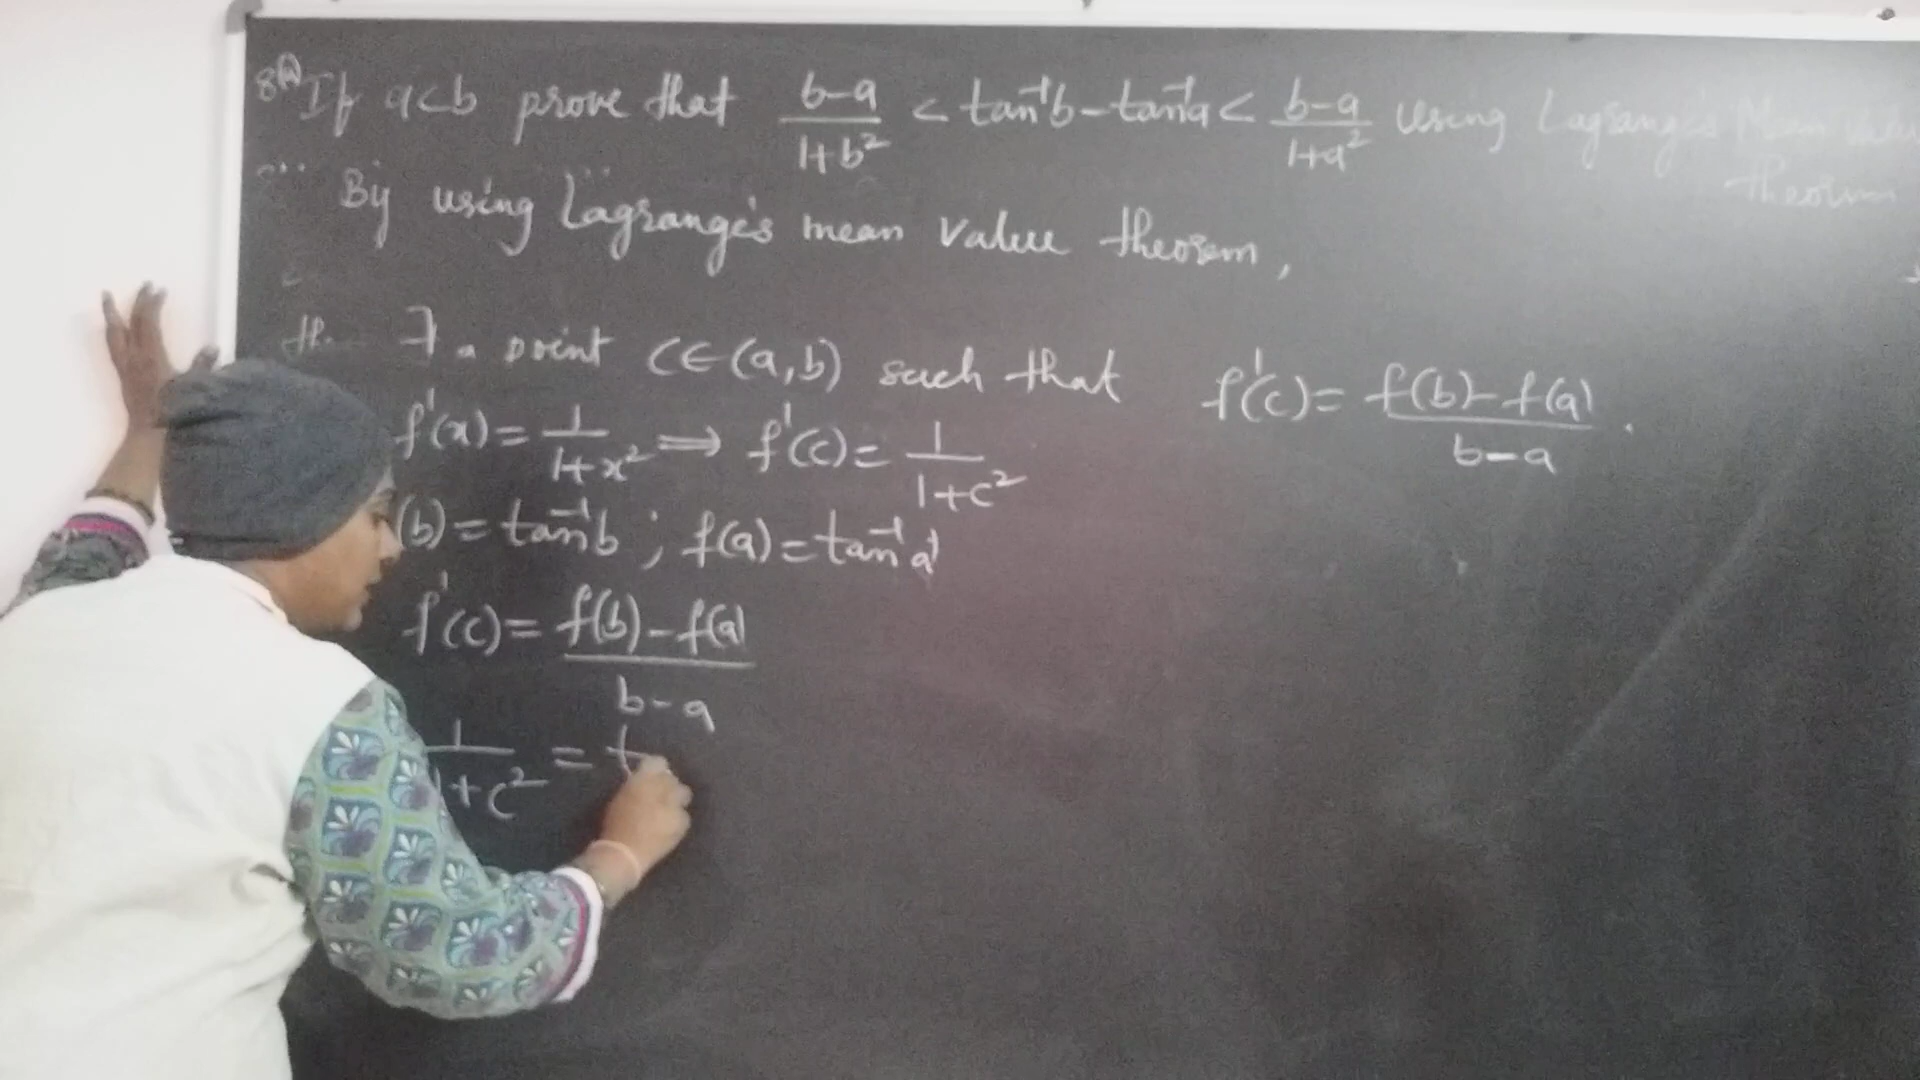 8(a) If a<b prove that (b-a)/(1+b²) < tan⁻¹b - tan⁻¹a < (b-a)/(1+a²) using Lagrange's Mean Value
theorem
By using Lagrange's mean value theorem,
∃ a point c∈(a,b) such that f'(c) = (f(b)-f(a))/(b-a).
f'(x) = 1/(1+x²) ⟹ f'(c) = 1/(1+c²)
(b) = tan⁻¹b ; f(a) = tan⁻¹a
f'(c) = (f(b)-f(a))/(b-a)
1/(1+c²) = t